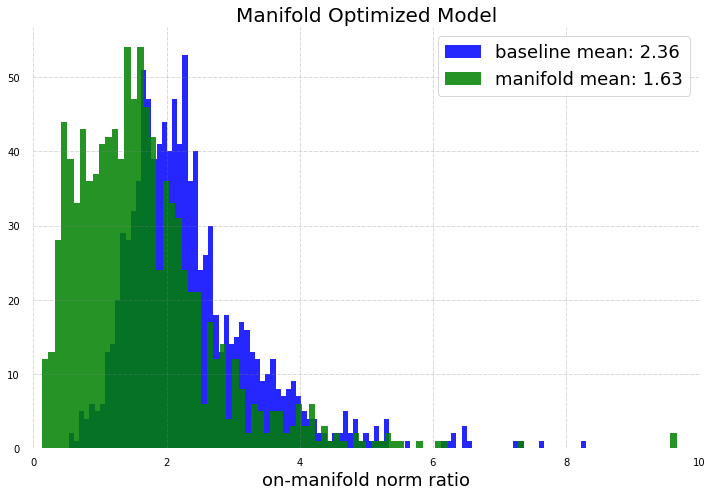 Manifold Optimized Model
baseline mean: 2.36
manifold mean: 1.63
50
40
30
20
10
0
0 2 4 6 8 10
on-manifold norm ratio